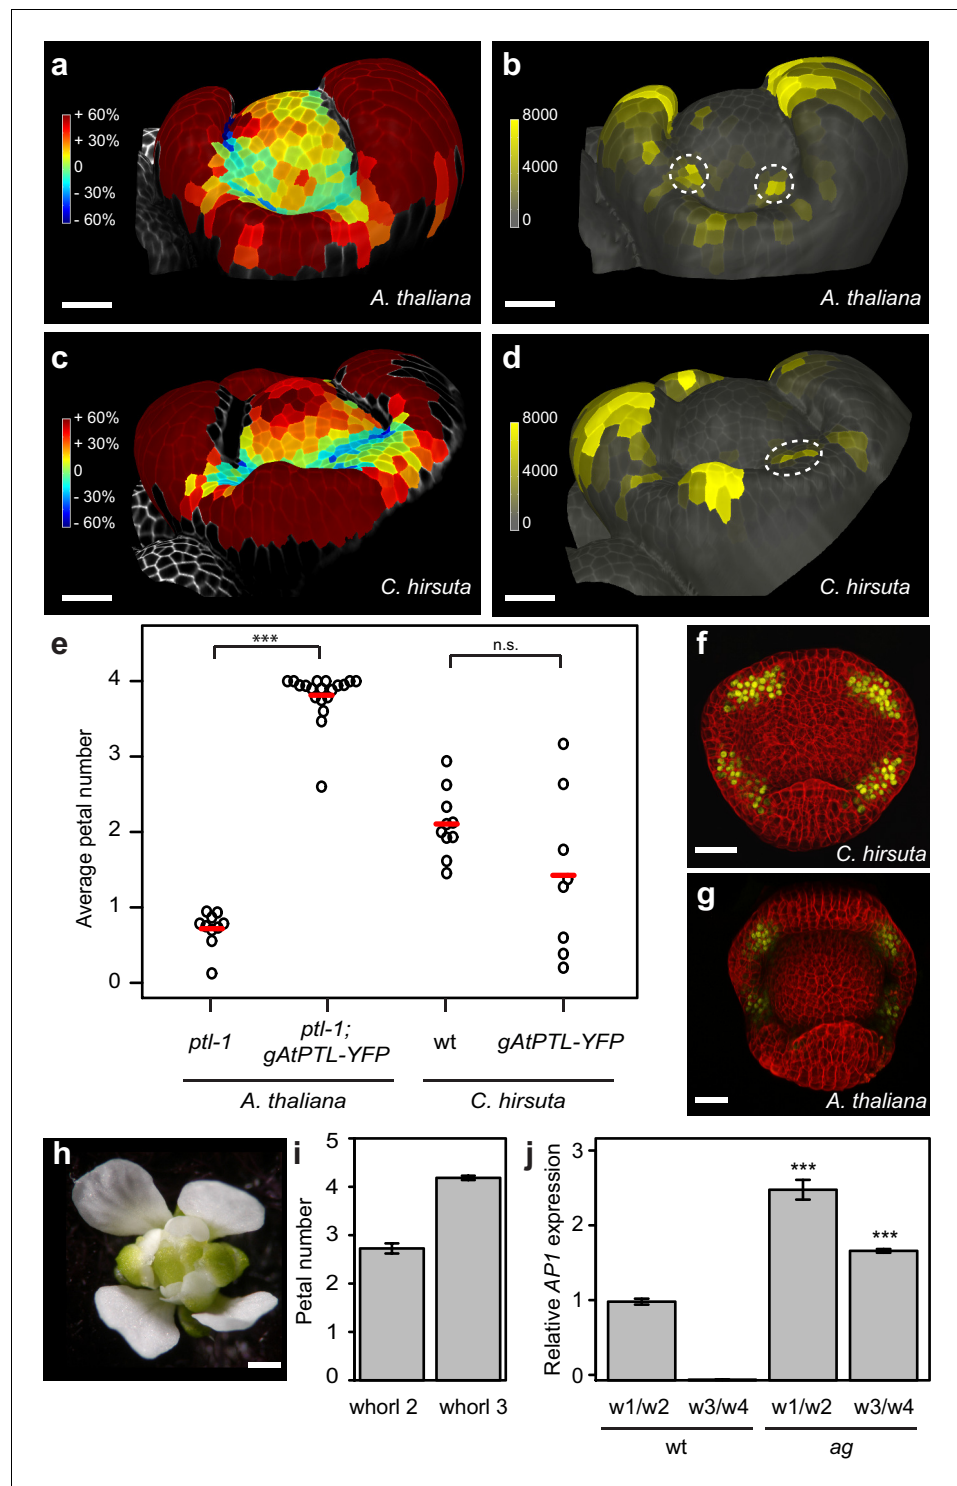 a
+ 60%
+ 30%
0
- 30%
- 60%
A. thaliana
b
8000
4000
0
A. thaliana
c
+ 60%
+ 30%
0
- 30%
- 60%
C. hirsuta
d
8000
4000
0
C. hirsuta
e
Average petal number
4
3
2
1
0
***
n.s.
ptl-1
ptl-1;
gAtPTL-YFP
wt
gAtPTL-YFP
A. thaliana
C. hirsuta
f
C. hirsuta
g
A. thaliana
h
i
Petal number
5
4
3
2
1
0
whorl 2
whorl 3
j
Relative AP1 expression
3
2
1
0
***
***
w1/w2
w3/w4
w1/w2
w3/w4
wt
ag